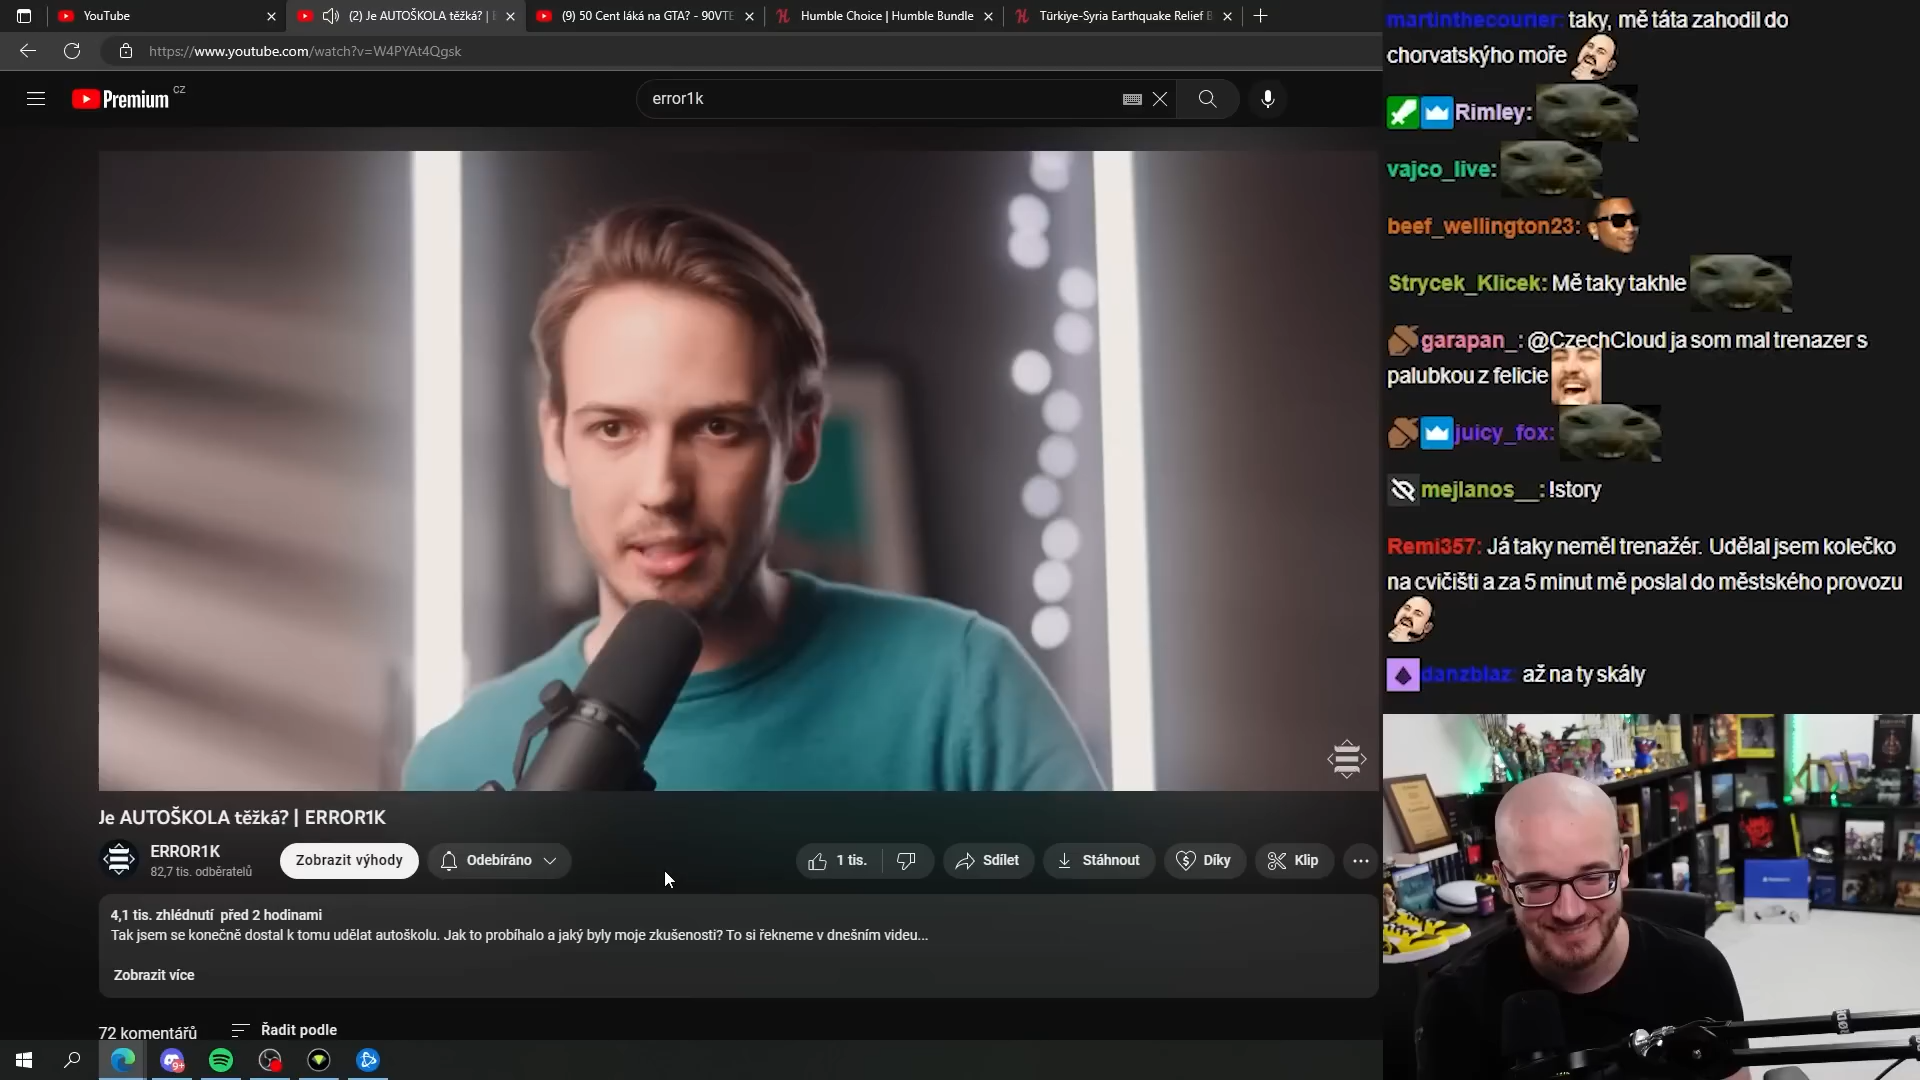 YouTube
(2) Je AUTOŠKOLA těžká? | E
(9) 50 Cent láká na GTA? - 90VTE
Humble Choice | Humble Bundle
Türkiye-Syria Earthquake Relief B
https://www.youtube.com/watch?v=W4PYAt4Qgsk
Premium CZ
error1k
Je AUTOŠKOLA těžká? | ERROR1K
ERROR1K
82,7 tis. odběratelů
Zobrazit výhody
Odebíráno
1 tis.
Sdílet
Stáhnout
Díky
Klip
4,1 tis. zhlédnutí před 2 hodinami
Tak jsem se konečně dostal k tomu udělat autoškolu. Jak to probíhalo a jaký byly moje zkušenosti? To si řekneme v dnešním videu...
Zobrazit více
72 komentářů
Řadit podle
9+
martinthecourier: taky, mě táta zahodil do
chorvatskýho moře
Rimley:
vajco_live:
beef_wellington23:
Strycek_Klicek: Mě taky takhle
garapan_: @CzechCloud ja som mal trenazer s
palubkou z felicie
juicy_fox:
mejlanos__: !story
Remi357: Já taky neměl trenažér. Udělal jsem kolečko
na cvičišti a za 5 minut mě poslal do městského provozu
danzblaz: až na ty skály
RØDE